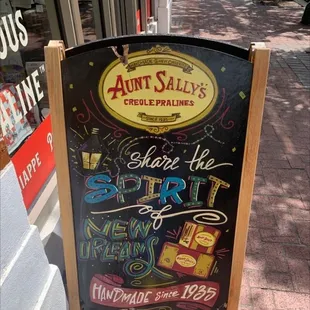 AUNT SALLY'S
CREOLE PRALINES
Share the
SPIRIT
of
NEW
ORLEANS
HANDMADE Since 1935